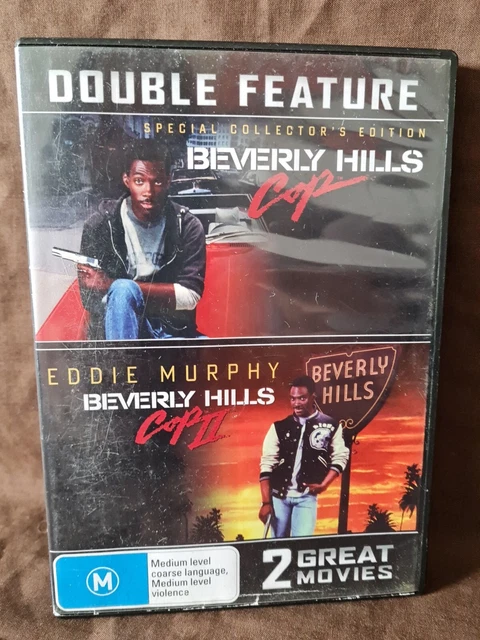 DOUBLE FEATURE
SPECIAL COLLECTOR'S EDITION
BEVERLY HILLS
Cop
EDDIE MURPHY
BEVERLY HILLS
Cop II
BEVERLY
HILLS
M
Medium level
coarse language,
Medium level
violence
2 GREAT
MOVIES